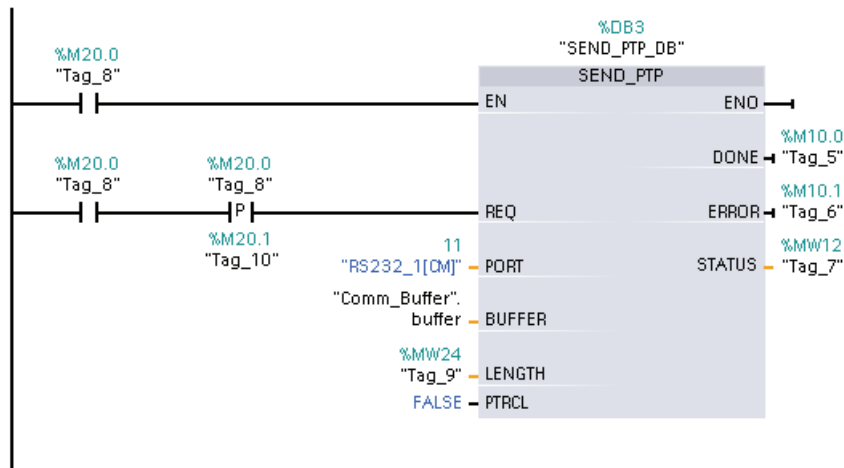 %DB3
"SEND_PTP_DB"
%M20.0
"Tag_8"
SEND_PTP
EN
ENO
%M10.0
DONE
"Tag_5"
%M20.0
"Tag_8"
%M20.0
"Tag_8"
P
%M20.1
"Tag_10"
REQ
%M10.1
ERROR
"Tag_6"
11
"RS232_1[CM]"
PORT
%MW12
STATUS
"Tag_7"
"Comm_Buffer".
buffer
BUFFER
%MW24
"Tag_9"
LENGTH
FALSE
PTRCL